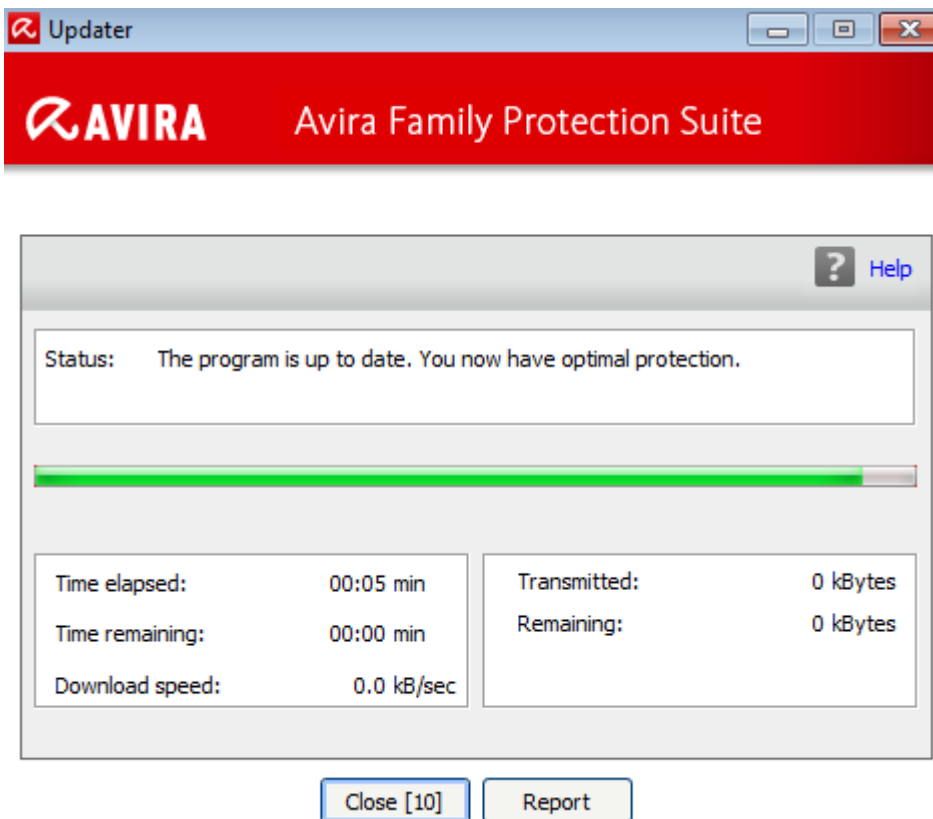 Updater
AVIRA Avira Family Protection Suite
? Help
Status: The program is up to date. You now have optimal protection.
Time elapsed: 00:05 min
Transmitted: 0 kBytes
Time remaining: 00:00 min
Remaining: 0 kBytes
Download speed: 0.0 kB/sec
Close [10] Report